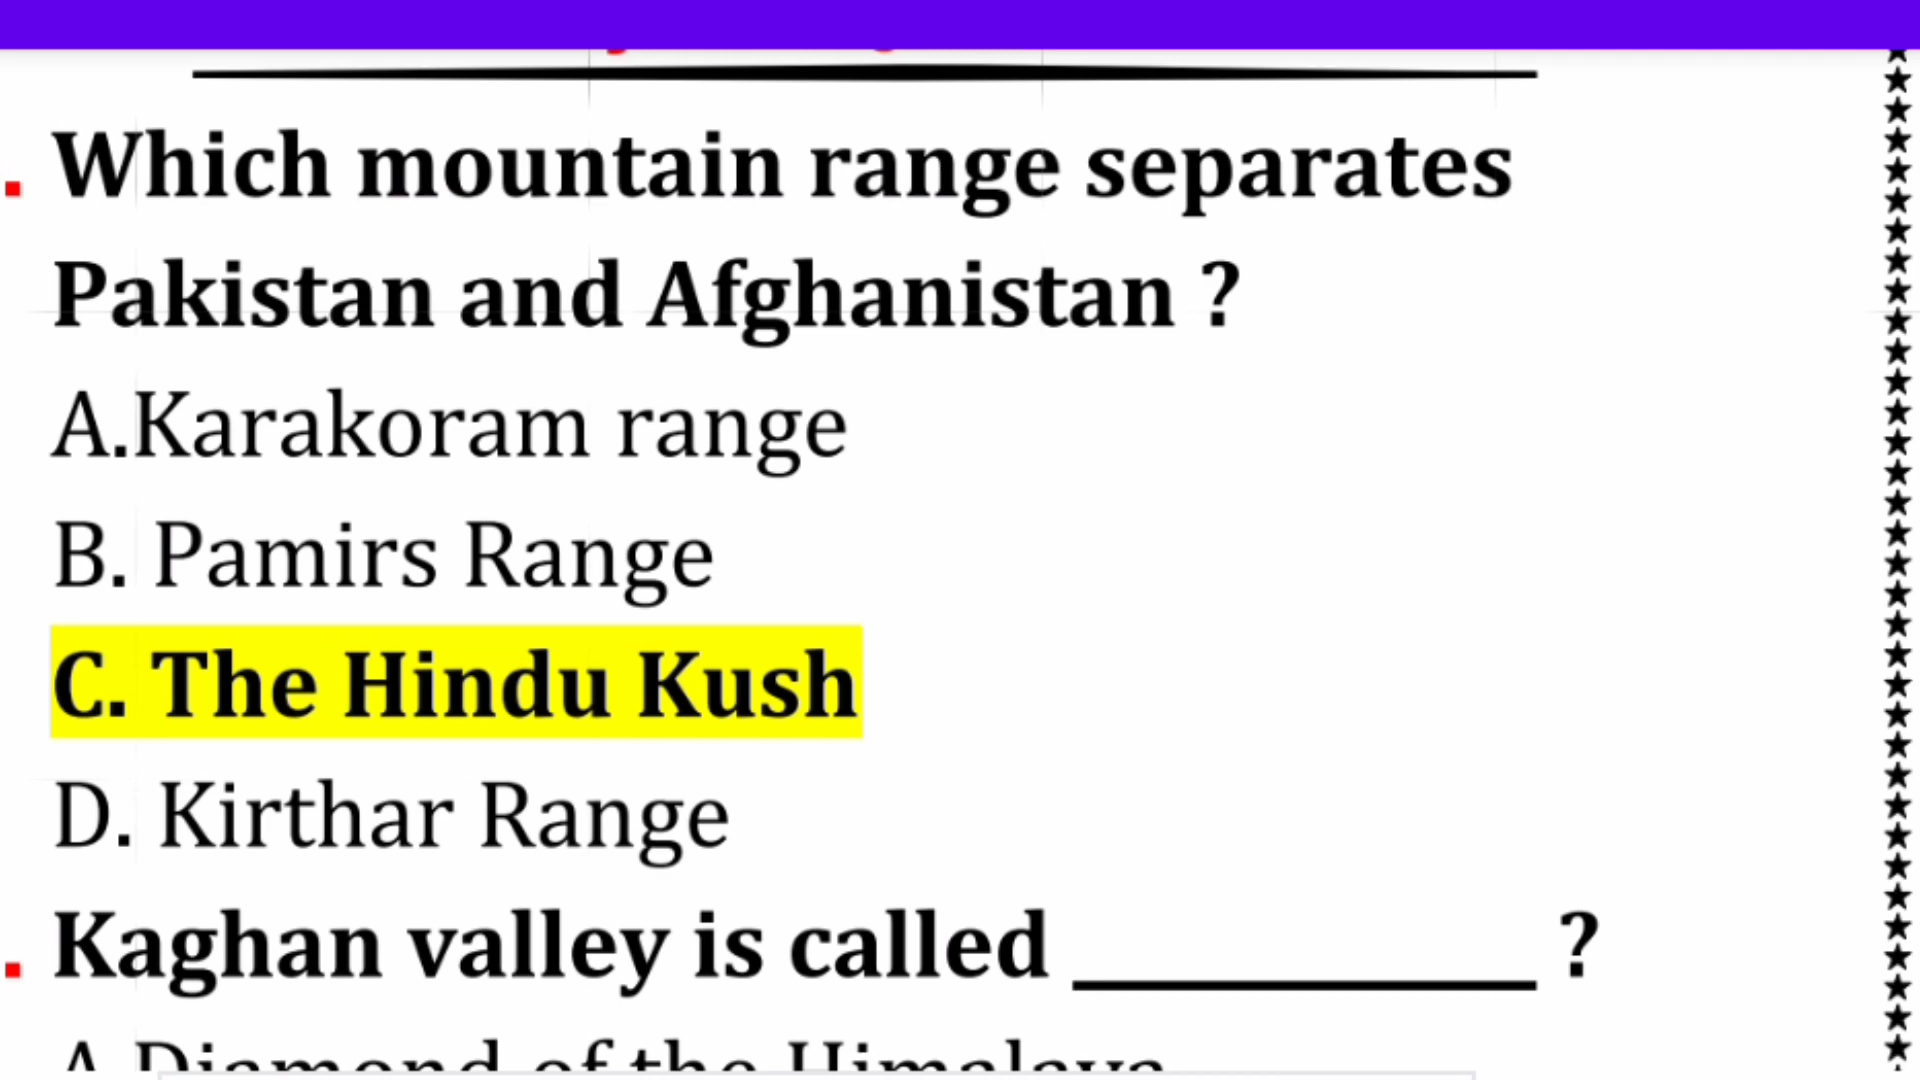 . Which mountain range separates
Pakistan and Afghanistan ?
A.Karakoram range
B. Pamirs Range
C. The Hindu Kush
D. Kirthar Range
. Kaghan valley is called __________ ?
A Diamond of the Himalaya